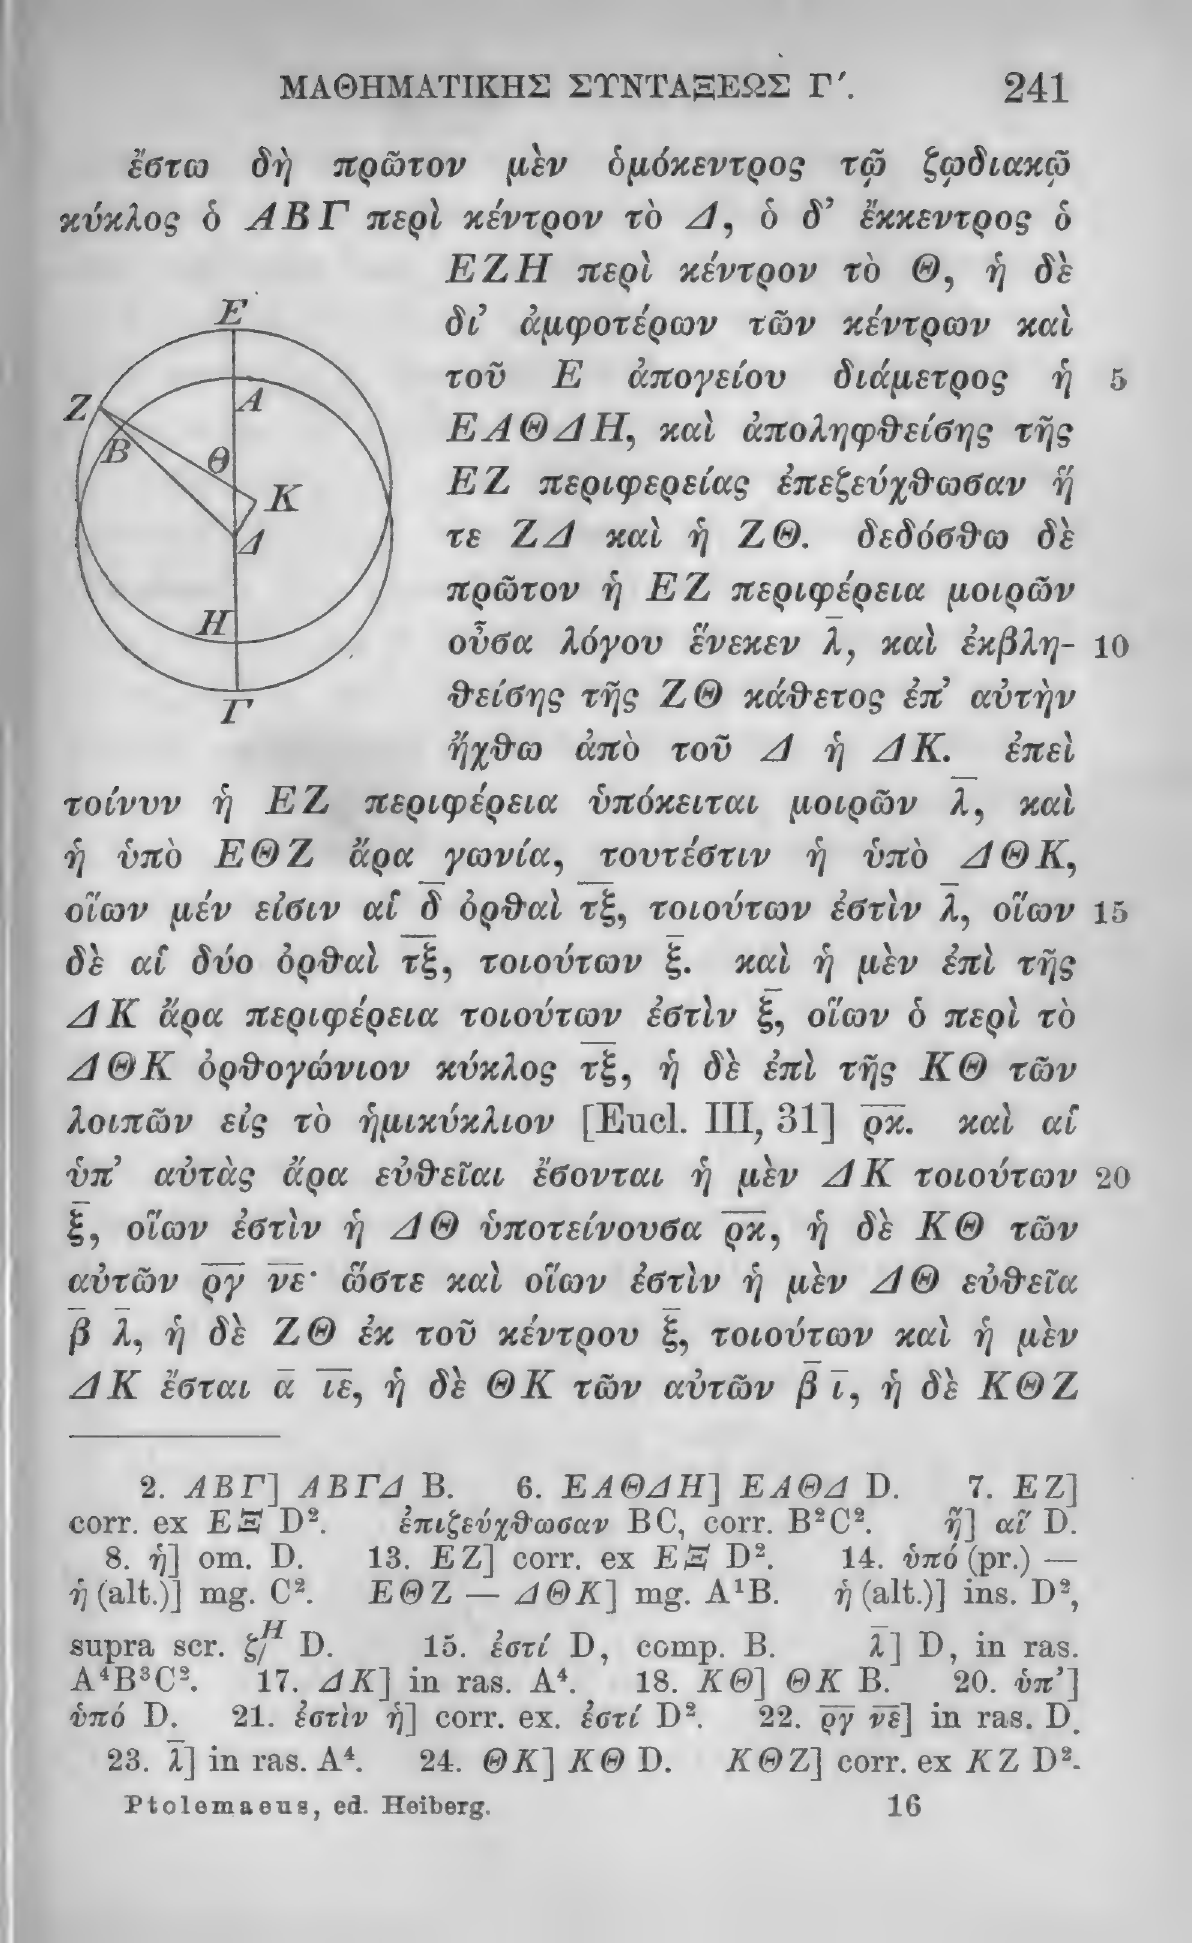 ΜΑΘΗΜΑΤΙΚΗΣ ΣΥΝΤΑΞΕΩΣ Γ΄. 241
ἔστω δὴ πρῶτον μὲν ὁμόκεντρος τῷ ζῳδιακῷ
κύκλος ὁ ΑΒΓ περὶ κέντρον τὸ Δ, ὁ δ’ ἔκκεντρος ὁ
ΕΖΗ περὶ κέντρον τὸ Θ, ἡ δὲ
δι’ ἀμφοτέρων τῶν κέντρων καὶ
τοῦ Ε ἀπογείου διάμετρος ἡ 5
ΕΑΘΔΗ, καὶ ἀποληφθείσης τῆς
ΕΖ περιφερείας ἐπεζεύχθωσαν ἥ
τε ΖΔ καὶ ἡ ΖΘ. δεδόσθω δὲ
πρῶτον ἡ ΕΖ περιφέρεια μοιρῶν
οὖσα λόγου ἕνεκεν λ̅, καὶ ἐκβλη- 10
θείσης τῆς ΖΘ κάθετος ἐπ’ αὐτὴν
ἤχθω ἀπὸ τοῦ Δ ἡ ΔΚ. ἐπεὶ
Ε
Α
Ζ
Β
Θ
Κ
Δ
Η
Γ
τοίνυν ἡ ΕΖ περιφέρεια ὑπόκειται μοιρῶν λ̅, καὶ
ἡ ὑπὸ ΕΘΖ ἄρα γωνία, τουτέστιν ἡ ὑπὸ ΔΘΚ,
οἵων μέν εἰσιν αἱ δ̅ ὀρθαὶ τ̅ξ̅, τοιούτων ἐστὶν λ̅, οἵων 15
δὲ αἱ δύο ὀρθαὶ τ̅ξ̅, τοιούτων ξ̅. καὶ ἡ μὲν ἐπὶ τῆς
ΔΚ ἄρα περιφέρεια τοιούτων ἐστὶν ξ̅, οἵων ὁ περὶ τὸ
ΔΘΚ ὀρθογώνιον κύκλος τ̅ξ̅, ἡ δὲ ἐπὶ τῆς ΚΘ τῶν
λοιπῶν εἰς τὸ ἡμικύκλιον [Eucl. III, 31] ρ̅κ̅. καὶ αἱ
ὑπ’ αὐτὰς ἄρα εὐθεῖαι ἔσονται ἡ μὲν ΔΚ τοιούτων 20
ξ̅, οἵων ἐστὶν ἡ ΔΘ ὑποτείνουσα ρ̅κ̅, ἡ δὲ ΚΘ τῶν
αὐτῶν ρ̅γ̅ ν̅ε̅· ὥστε καὶ οἵων ἐστὶν ἡ μὲν ΔΘ εὐθεῖα
β̅ λ̅, ἡ δὲ ΖΘ ἐκ τοῦ κέντρου ξ̅, τοιούτων καὶ ἡ μὲν
ΔΚ ἔσται α̅ ι̅ε̅, ἡ δὲ ΘΚ τῶν αὐτῶν β̅ ι̅, ἡ δὲ ΚΘΖ
2. ΑΒΓ] ΑΒΓΔ B. 6. ΕΑΘΔΗ] ΕΑΘΔ D. 7. ΕΖ]
corr. ex ΕΞ D². ἐπιζεύχθωσαν BC, corr. B²C². ἥ] αἵ D.
8. ἡ] om. D. 13. ΕΖ] corr. ex ΕΞ D². 14. ὑπό (pr.) —
ἡ (alt.)] mg. C². ΕΘΖ — ΔΘΚ] mg. A¹B. ἡ (alt.)] ins. D²,
supra scr. ζ/Η D. 15. ἐστί D, comp. B. λ̅] D, in ras.
A⁴B³C². 17. ΔΚ] in ras. A⁴. 18. ΚΘ] ΘΚ B. 20. ὑπ’]
ὑπό D. 21. ἐστὶν ἡ] corr. ex. ἐστί D². 22. ρ̅γ̅ ν̅ε̅] in ras. D.
23. λ̅] in ras. A⁴. 24. ΘΚ] ΚΘ D. ΚΘΖ] corr. ex ΚΖ D².
Ptolemaeus, ed. Heiberg. 16